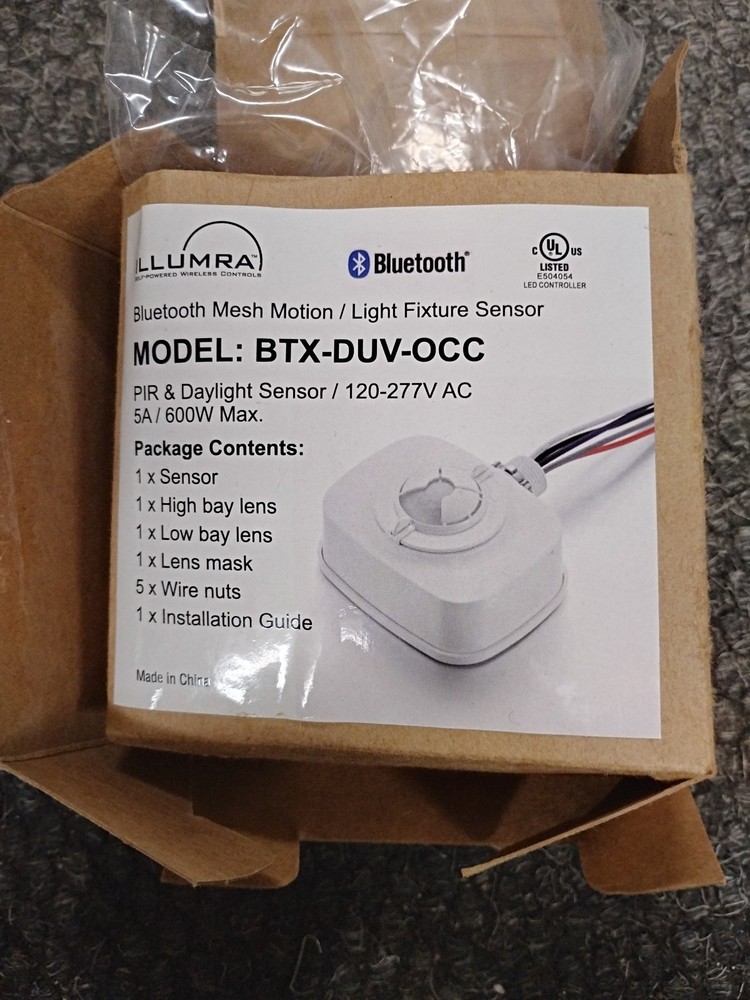 ILLUMRA™
SELF-POWERED WIRELESS CONTROLS
Bluetooth®
C UL US
LISTED
E504054
LED CONTROLLER
Bluetooth Mesh Motion / Light Fixture Sensor
MODEL: BTX-DUV-OCC
PIR & Daylight Sensor / 120-277V AC
5A / 600W Max.
Package Contents:
1 x Sensor
1 x High bay lens
1 x Low bay lens
1 x Lens mask
5 x Wire nuts
1 x Installation Guide
Made in China